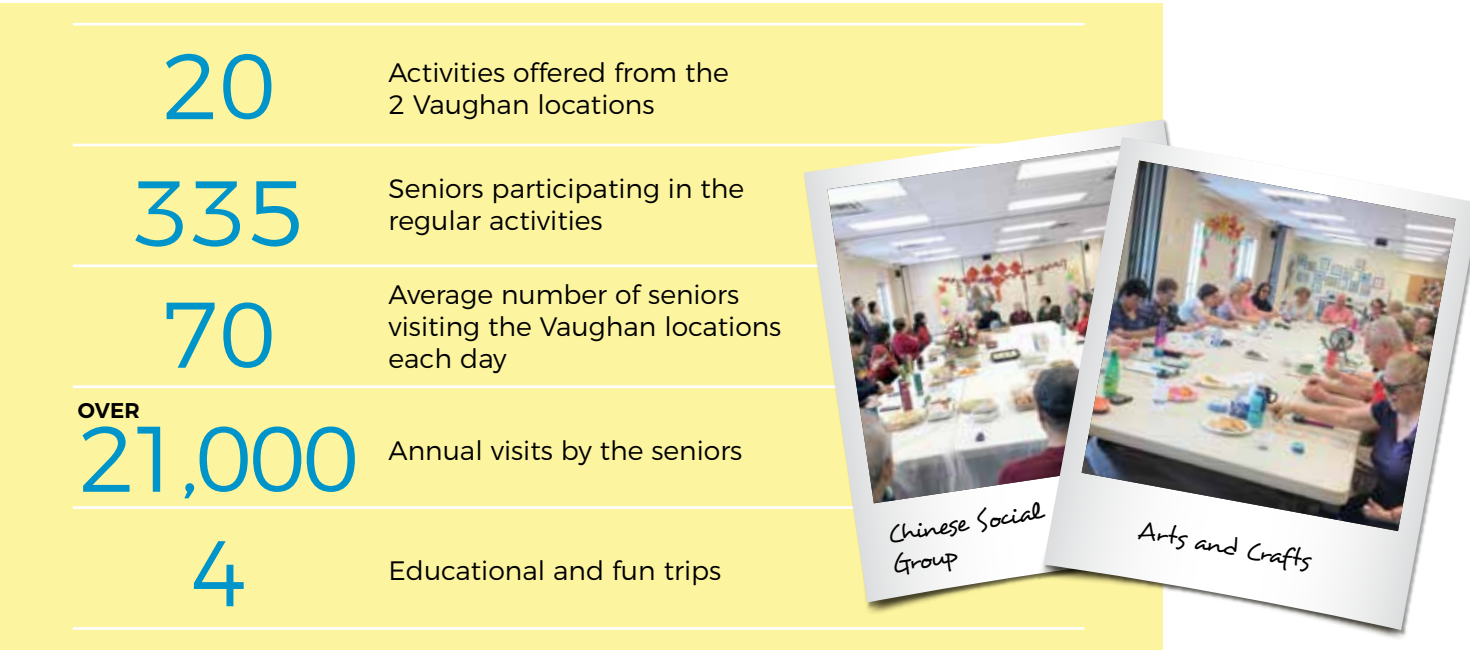 20
Activities offered from the
2 Vaughan locations
335
Seniors participating in the
regular activities
70
Average number of seniors
visiting the Vaughan locations
each day
OVER
21,000
Annual visits by the seniors
4
Educational and fun trips
Chinese Social
Group
Arts and Crafts